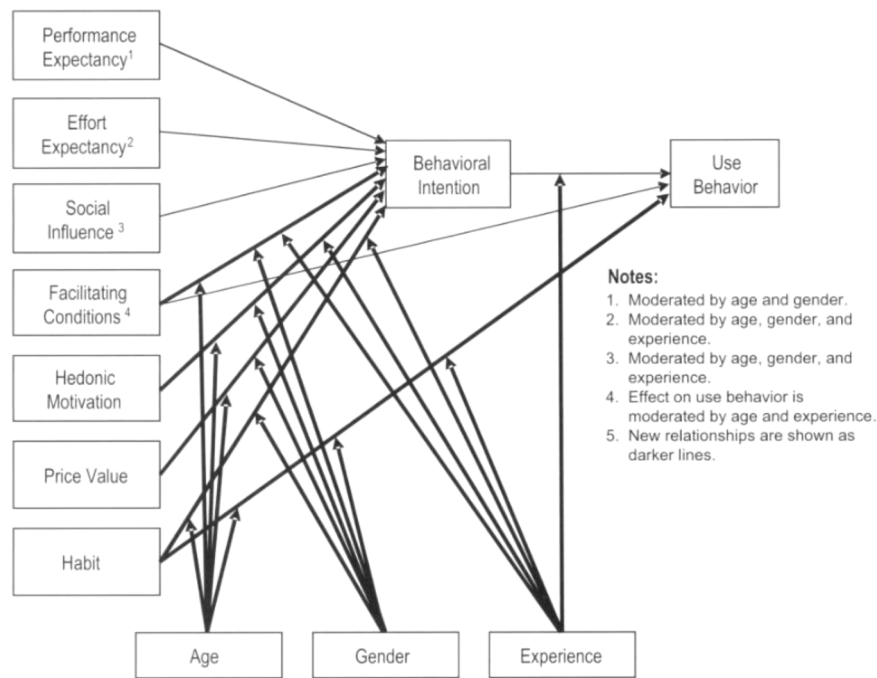 Performance
Expectancy1
Effort
Expectancy2
Social
Influence 3
Facilitating
Conditions 4
Hedonic
Motivation
Price Value
Habit
Behavioral
Intention
Use
Behavior
Notes:
1. Moderated by age and gender.
2. Moderated by age, gender, and
experience.
3. Moderated by age, gender, and
experience.
4. Effect on use behavior is
moderated by age and experience.
5. New relationships are shown as
darker lines.
Age
Gender
Experience